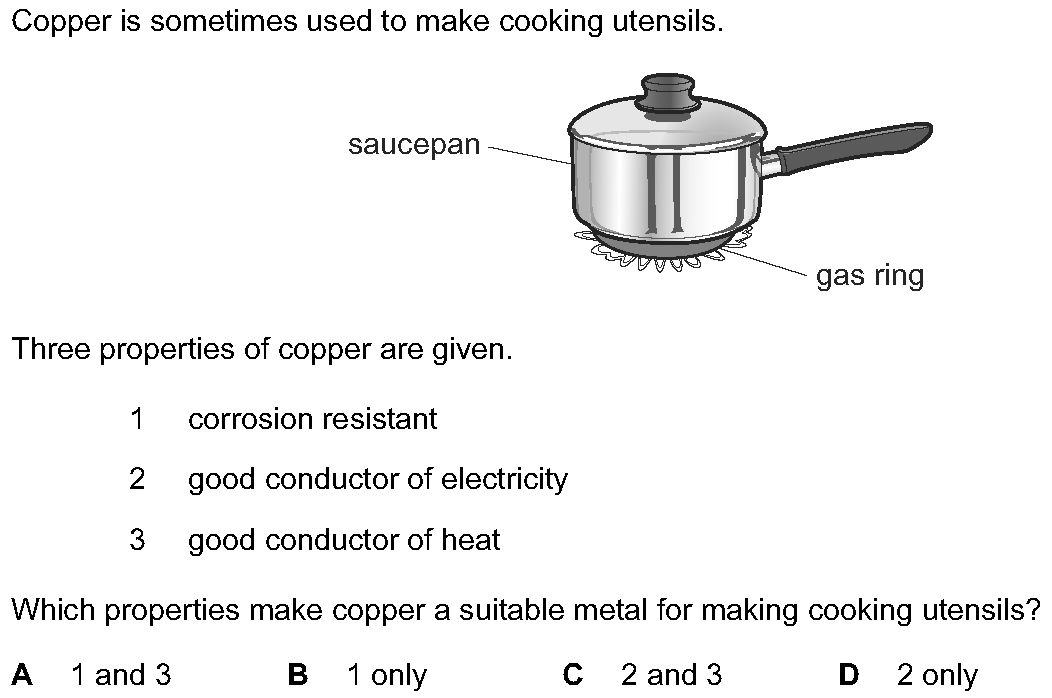 Copper is sometimes used to make cooking utensils.
saucepan
gas ring
Three properties of copper are given.
1 corrosion resistant
2 good conductor of electricity
3 good conductor of heat
Which properties make copper a suitable metal for making cooking utensils?
A 1 and 3 B 1 only C 2 and 3 D 2 only